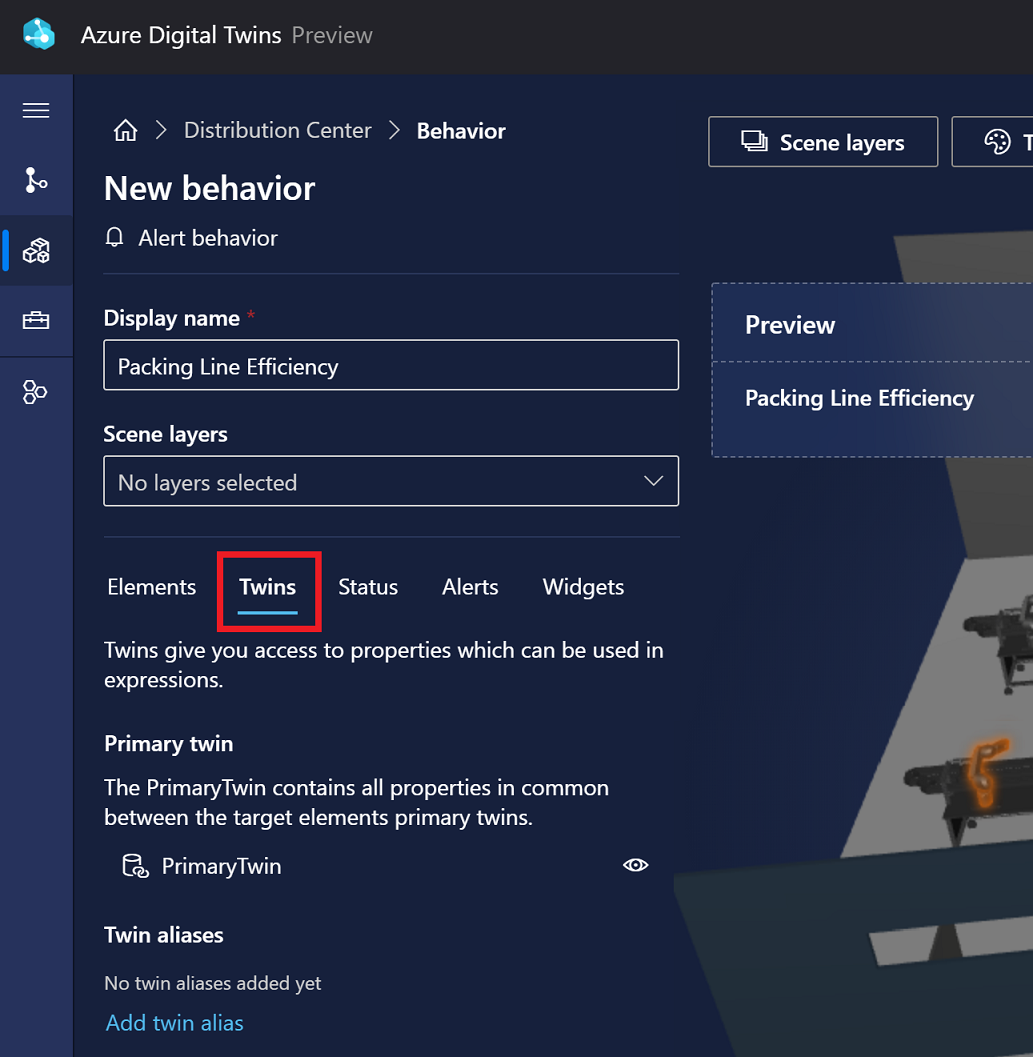 Azure Digital Twins Preview
Distribution Center
Behavior
Scene layers
T
New behavior
Alert behavior
Display name *
Packing Line Efficiency
Preview
Packing Line Efficiency
Scene layers
No layers selected
Elements
Twins
Status
Alerts
Widgets
Twins give you access to properties which can be used in
expressions.
Primary twin
The PrimaryTwin contains all properties in common
between the target elements primary twins.
PrimaryTwin
Twin aliases
No twin aliases added yet
Add twin alias